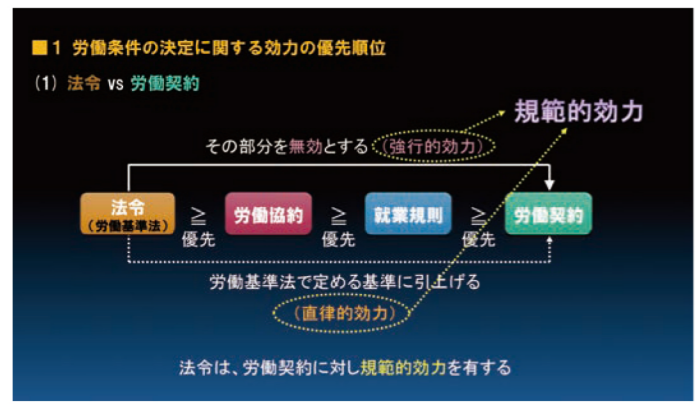 ■1 労働条件の決定に関する効力の優先順位
(1) 法令 vs 労働契約
規範的効力
その部分を無効とする(強行的効力)
法令
(労働基準法)
≧
優先
労働協約
≧
優先
就業規則
≧
優先
労働契約
労働基準法で定める基準に引上げる
(直律的効力)
法令は、労働契約に対し規範的効力を有する